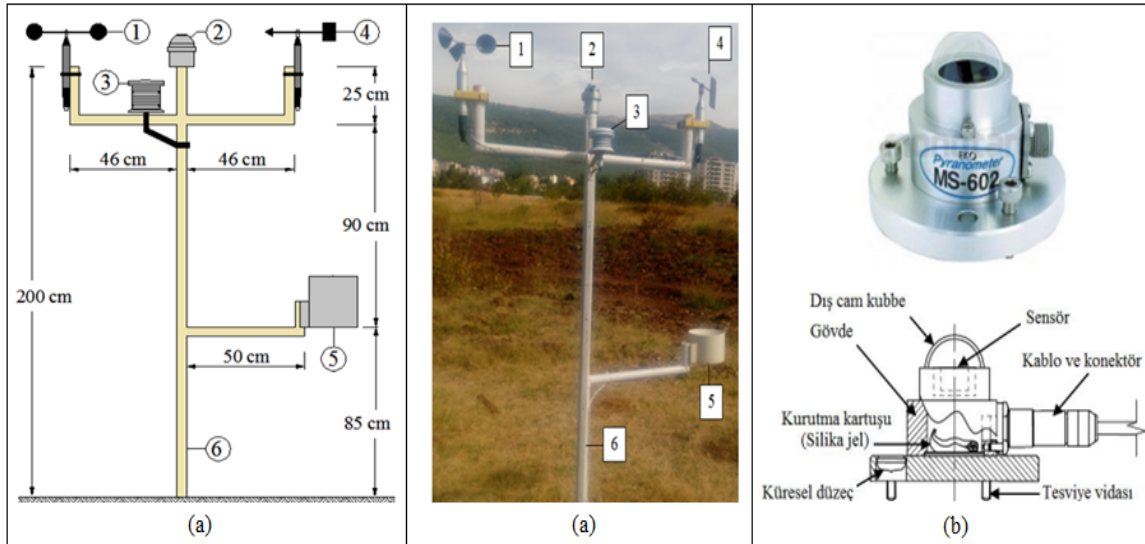 1
2
3
4
25 cm
46 cm
46 cm
90 cm
200 cm
50 cm
5
85 cm
6
(a)
1
2
3
4
5
6
(a)
EKO
Pyranometer
MS-602
Dış cam kubbe
Gövde
Sensör
Kablo ve konektör
Kurutma kartuşu
(Silika jel)
Küresel düzeç
Tesviye vidası
(b)